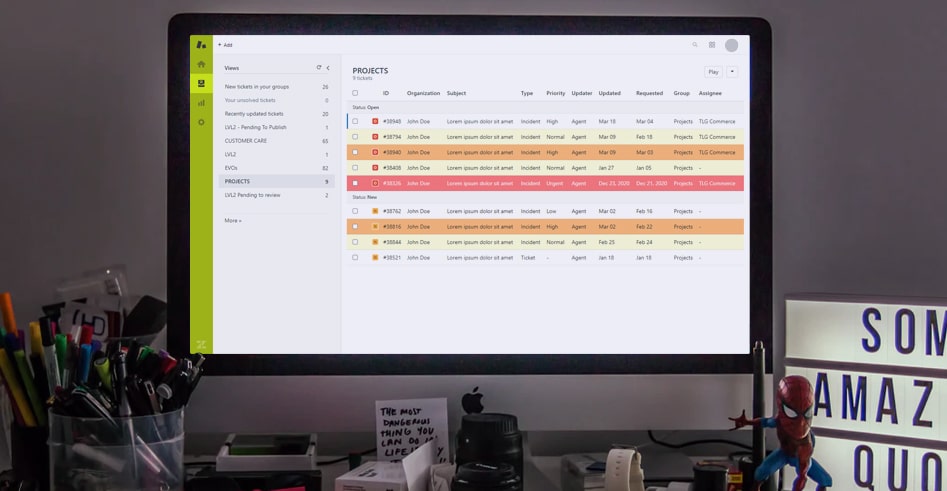 + Add
Views
New tickets in your groups 26
Your unsolved tickets 0
Recently updated tickets 20
LVL2 - Pending To Publish 1
CUSTOMER CARE 65
LVL2 1
EVOs 82
PROJECTS 9
LVL2 Pending to review 2
More »
PROJECTS
9 tickets
Play
ID Organization Subject Type Priority Updater Updated Requested Group Assignee
Status: Open
#38948 John Doe Lorem ipsum dolor sit amet Incident High Agent Mar 18 Mar 04 Projects TLG Commerce
#38794 John Doe Lorem ipsum dolor sit amet Incident Normal Agent Mar 09 Feb 18 Projects TLG Commerce
#38940 John Doe Lorem ipsum dolor sit amet Incident High Agent Mar 09 Mar 03 Projects TLG Commerce
#38408 John Doe Lorem ipsum dolor sit amet Incident Normal Agent Jan 27 Jan 05 Projects TLG Commerce
#38326 John Doe Lorem ipsum dolor sit amet Incident Urgent Agent Dec 23, 2020 Dec 21, 2020 Projects TLG Commerce
Status: New
#38762 John Doe Lorem ipsum dolor sit amet Incident Low Agent Mar 02 Feb 16 Projects -
#38816 John Doe Lorem ipsum dolor sit amet Incident High Agent Mar 02 Feb 22 Projects -
#38844 John Doe Lorem ipsum dolor sit amet Incident Normal Agent Feb 25 Feb 24 Projects -
#38521 John Doe Lorem ipsum dolor sit amet Ticket - Agent Jan 18 Jan 18 Projects -
THE MOST
DANGEROUS
THING YOU
CAN DO
SOM
AMAZ
QUO